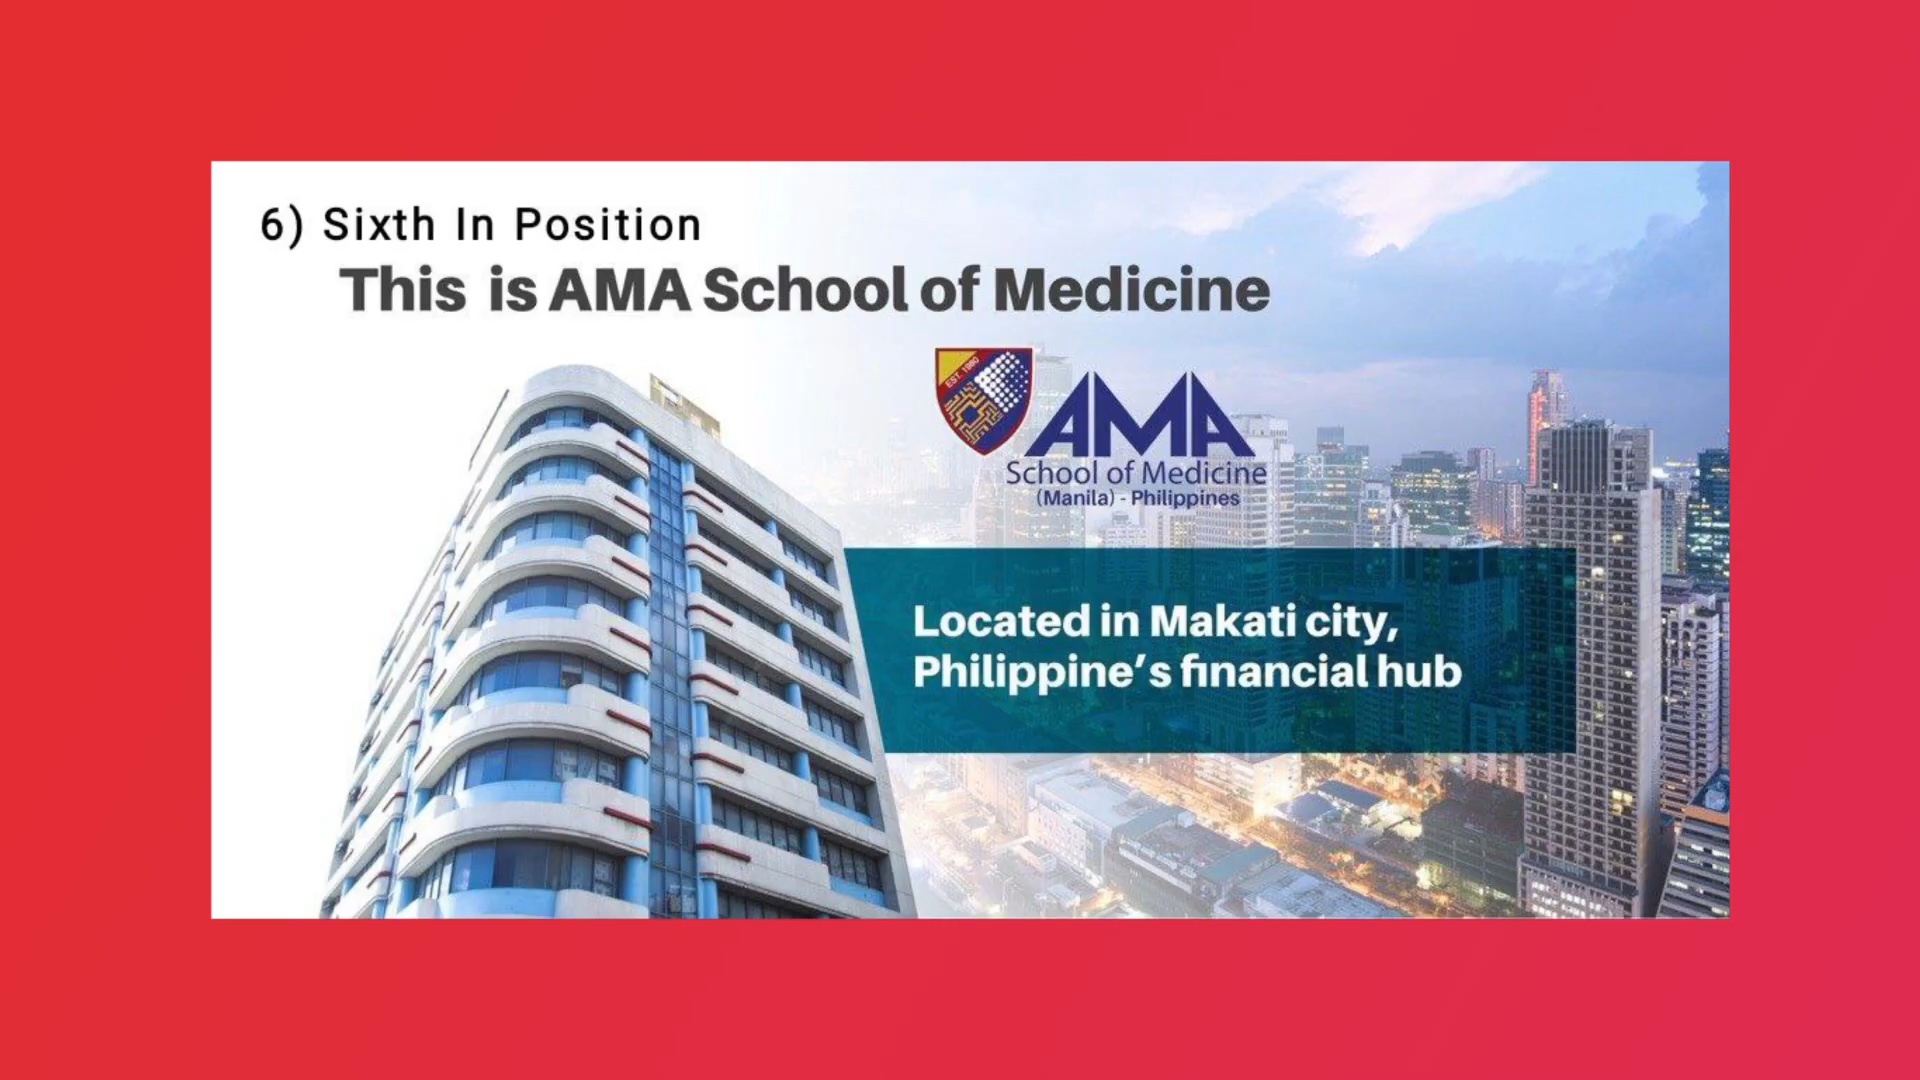 6) Sixth In Position
This is AMA School of Medicine
EST. 1980
AMA
School of Medicine
(Manila) - Philippines
Located in Makati city,
Philippine's financial hub